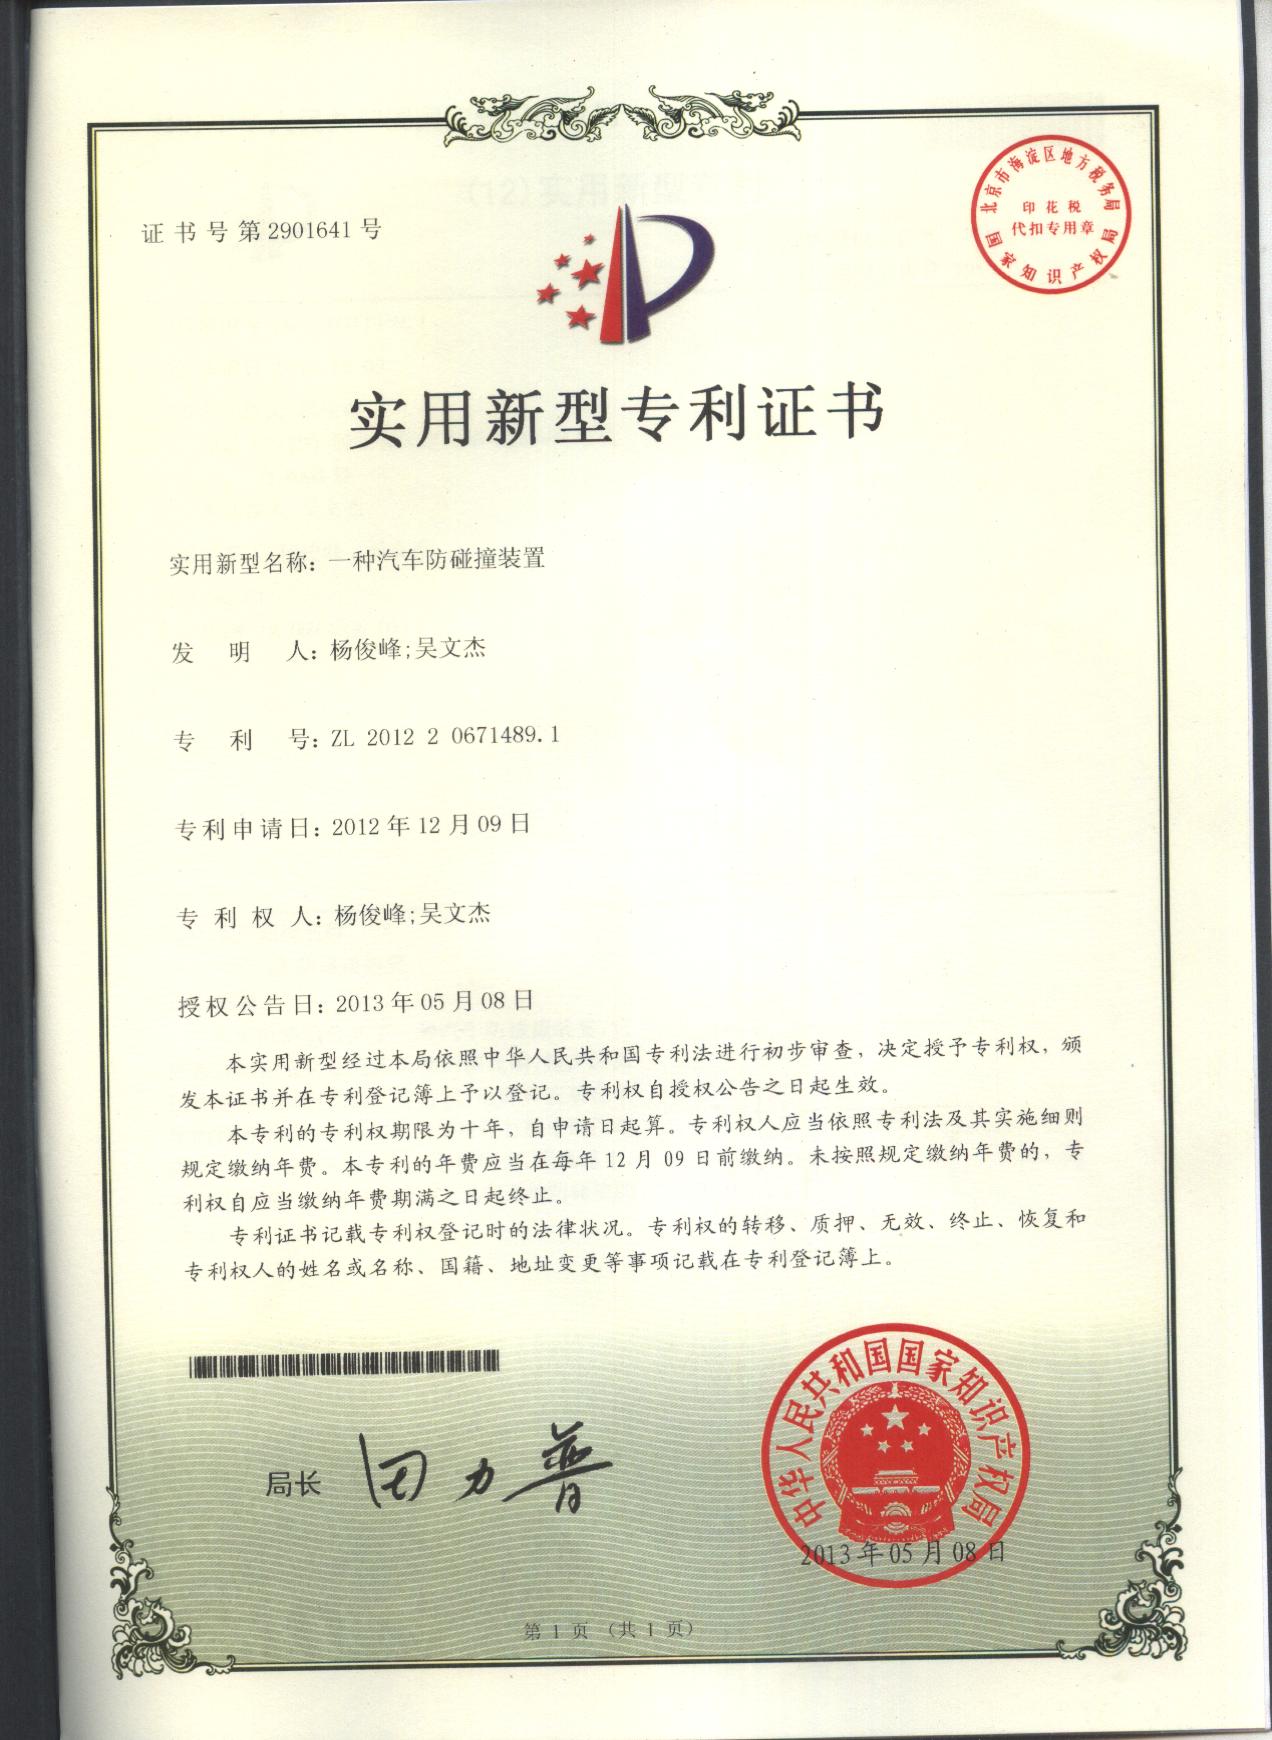 证书号第2901641号
北京市海淀区地方税务局
印花税
代扣专用章
国家知识产权局
实用新型专利证书
实用新型名称：一种汽车防碰撞装置
发明人：杨俊峰;吴文杰
专利号：ZL 2012 2 0671489.1
专利申请日：2012年12月09日
专利权人：杨俊峰;吴文杰
授权公告日：2013年05月08日
本实用新型经过本局依照中华人民共和国专利法进行初步审查，决定授予专利权，颁
发本证书并在专利登记簿上予以登记。专利权自授权公告之日起生效。
本专利的专利权期限为十年，自申请日起算。专利权人应当依照专利法及其实施细则
规定缴纳年费。本专利的年费应当在每年12月09日前缴纳。未按照规定缴纳年费的，专
利权自应当缴纳年费期满之日起终止。
专利证书记载专利权登记时的法律状况。专利权的转移、质押、无效、终止、恢复和
专利权人的姓名或名称、国籍、地址变更等事项记载在专利登记簿上。
局长 田力普
中华人民共和国国家知识产权局
2013年05月08日
第1页（共1页）